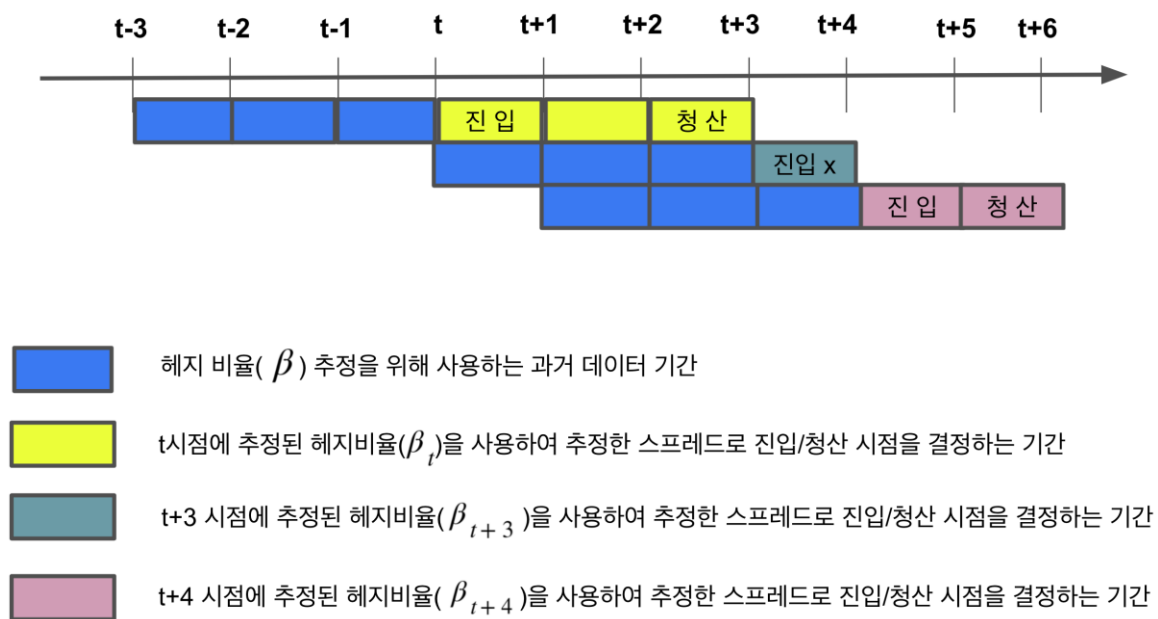 t-3 t-2 t-1 t t+1 t+2 t+3 t+4 t+5 t+6
진 입 청 산
진입 x
진 입 청 산
헤지 비율( β ) 추정을 위해 사용하는 과거 데이터 기간
t시점에 추정된 헤지비율(β t)을 사용하여 추정한 스프레드로 진입/청산 시점을 결정하는 기간
t+3 시점에 추정된 헤지비율( β t + 3 )을 사용하여 추정한 스프레드로 진입/청산 시점을 결정하는 기간
t+4 시점에 추정된 헤지비율( β t + 4 )을 사용하여 추정한 스프레드로 진입/청산 시점을 결정하는 기간